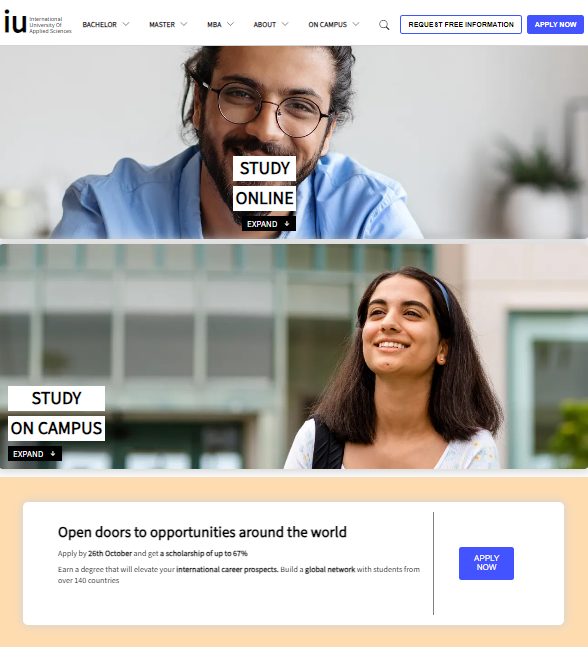 iu International
University Of
Applied Sciences
BACHELOR MASTER MBA ABOUT ON CAMPUS REQUEST FREE INFORMATION APPLY NOW
STUDY
ONLINE
EXPAND
STUDY
ON CAMPUS
EXPAND
Open doors to opportunities around the world
Apply by 26th October and get a scholarship of up to 67%
Earn a degree that will elevate your international career prospects. Build a global network with students from
over 140 countries
APPLY
NOW